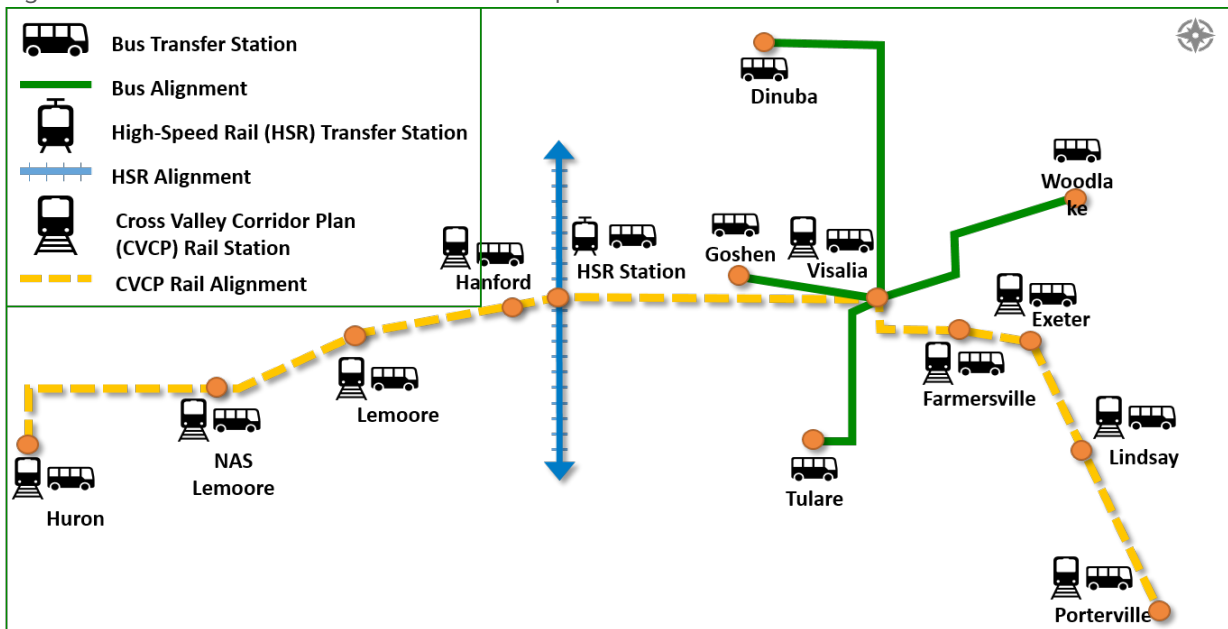 Bus Transfer Station
Bus Alignment
High-Speed Rail (HSR) Transfer Station
HSR Alignment
Cross Valley Corridor Plan
(CVCP) Rail Station
CVCP Rail Alignment
Dinuba
Woodla
ke
Goshen
Visalia
HSR Station
Hanford
Exeter
Farmersville
Lemoore
NAS
Lemoore
Lindsay
Tulare
Huron
Porterville